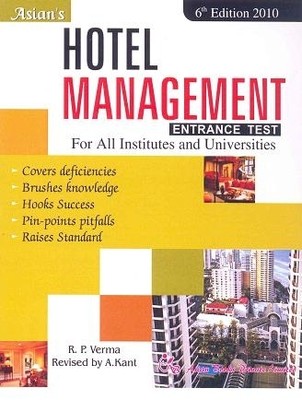 Asian's
6th Edition 2010
HOTEL
MANAGEMENT
ENTRANCE TEST
For All Institutes and Universities
Covers deficiencies
Brushes knowledge
Hooks Success
Pin-points pitfalls
Raises Standard
R. P. Verma
Revised by A.Kant